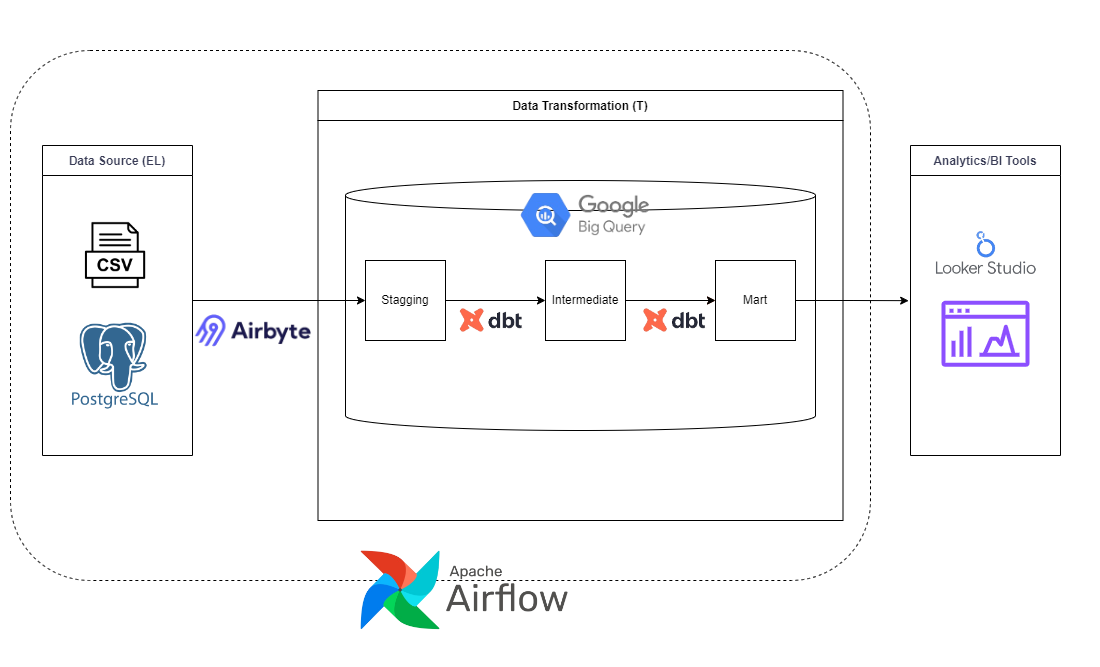 Data Transformation (T)
Data Source (EL)
Analytics/BI Tools
Google
Big Query
CSV
Looker Studio
Stagging
Intermediate
Mart
Airbyte
dbt
dbt
PostgreSQL
Apache
Airflow